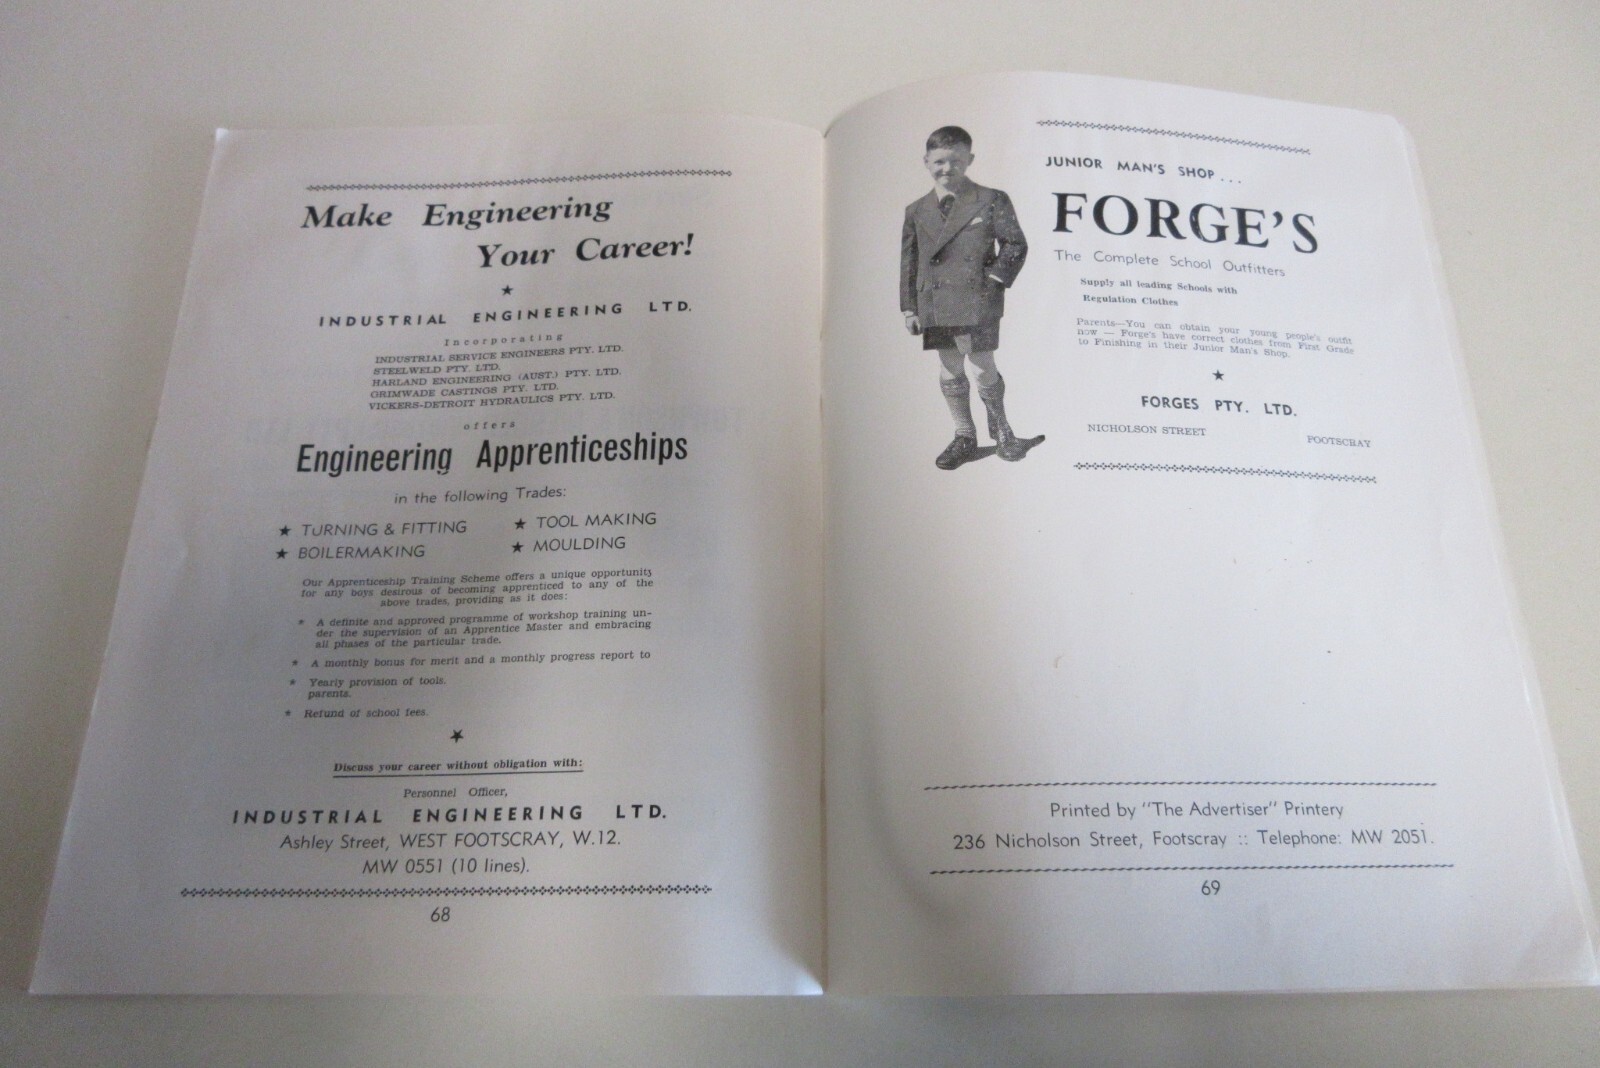 Make Engineering
Your Career!
★
INDUSTRIAL ENGINEERING LTD.
Incorporating
INDUSTRIAL SERVICE ENGINEERS PTY. LTD.
STEELWELD PTY. LTD.
HARLAND ENGINEERING (AUST.) PTY. LTD.
GRIMWADE CASTINGS PTY. LTD.
VICKERS-DETROIT HYDRAULICS PTY. LTD.
offers
Engineering Apprenticeships
in the following Trades:
★ TURNING & FITTING ★ TOOL MAKING
★ BOILERMAKING ★ MOULDING
Our Apprenticeship Training Scheme offers a unique opportunity
for any boys desirous of becoming apprenticed to any of the
above trades, providing as it does:
* A definite and approved programme of workshop training un-
der the supervision of an Apprentice Master and embracing
all phases of the particular trade.
* A monthly bonus for merit and a monthly progress report to
* Yearly provision of tools.
parents.
* Refund of school fees.
★
Discuss your career without obligation with:
Personnel Officer,
INDUSTRIAL ENGINEERING LTD.
Ashley Street, WEST FOOTSCRAY, W.12.
MW 0551 (10 lines).
68
JUNIOR MAN'S SHOP . . .
FORGE'S
The Complete School Outfitters
Supply all leading Schools with
Regulation Clothes
Parents—You can obtain your young people's outfit
now — Forge's have correct clothes from First Grade
to Finishing in their Junior Man's Shop.
★
FORGES PTY. LTD.
NICHOLSON STREET FOOTSCRAY
Printed by "The Advertiser" Printery
236 Nicholson Street, Footscray :: Telephone: MW 2051.
69